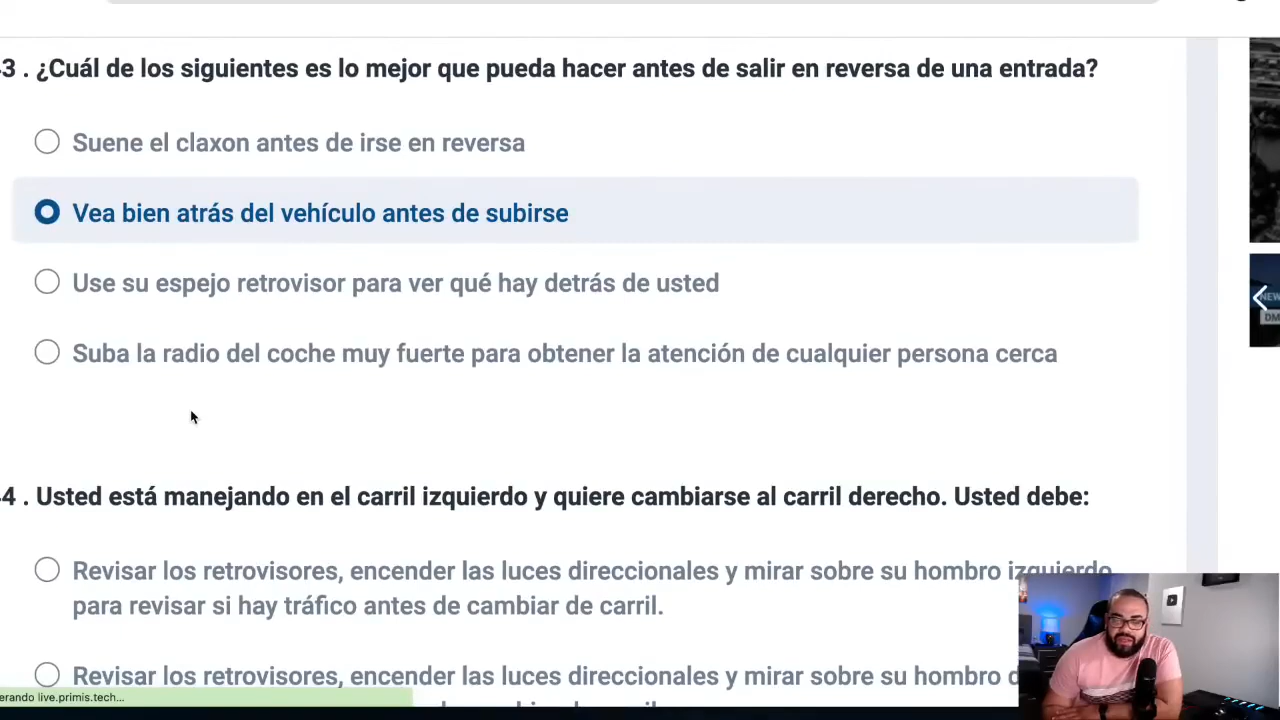 3 . ¿Cuál de los siguientes es lo mejor que pueda hacer antes de salir en reversa de una entrada?
Suene el claxon antes de irse en reversa
Vea bien atrás del vehículo antes de subirse
Use su espejo retrovisor para ver qué hay detrás de usted
Suba la radio del coche muy fuerte para obtener la atención de cualquier persona cerca
NEW
DM
4 . Usted está manejando en el carril izquierdo y quiere cambiarse al carril derecho. Usted debe:
Revisar los retrovisores, encender las luces direccionales y mirar sobre su hombro izquierdo
para revisar si hay tráfico antes de cambiar de carril.
Revisar los retrovisores, encender las luces direccionales y mirar sobre su hombro
erando live.primis.tech...